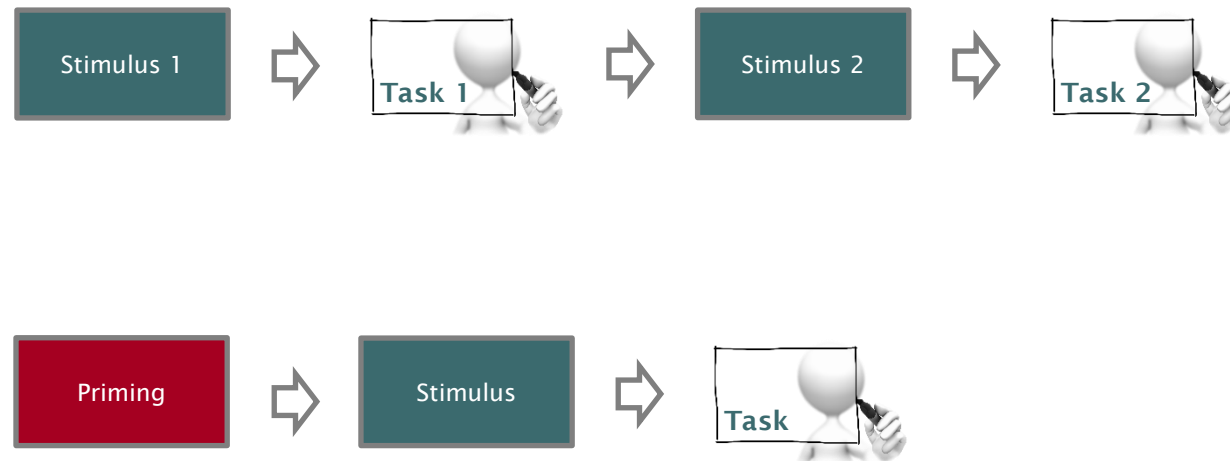 Stimulus 1
Task 1
Stimulus 2
Task 2
Priming
Stimulus
Task